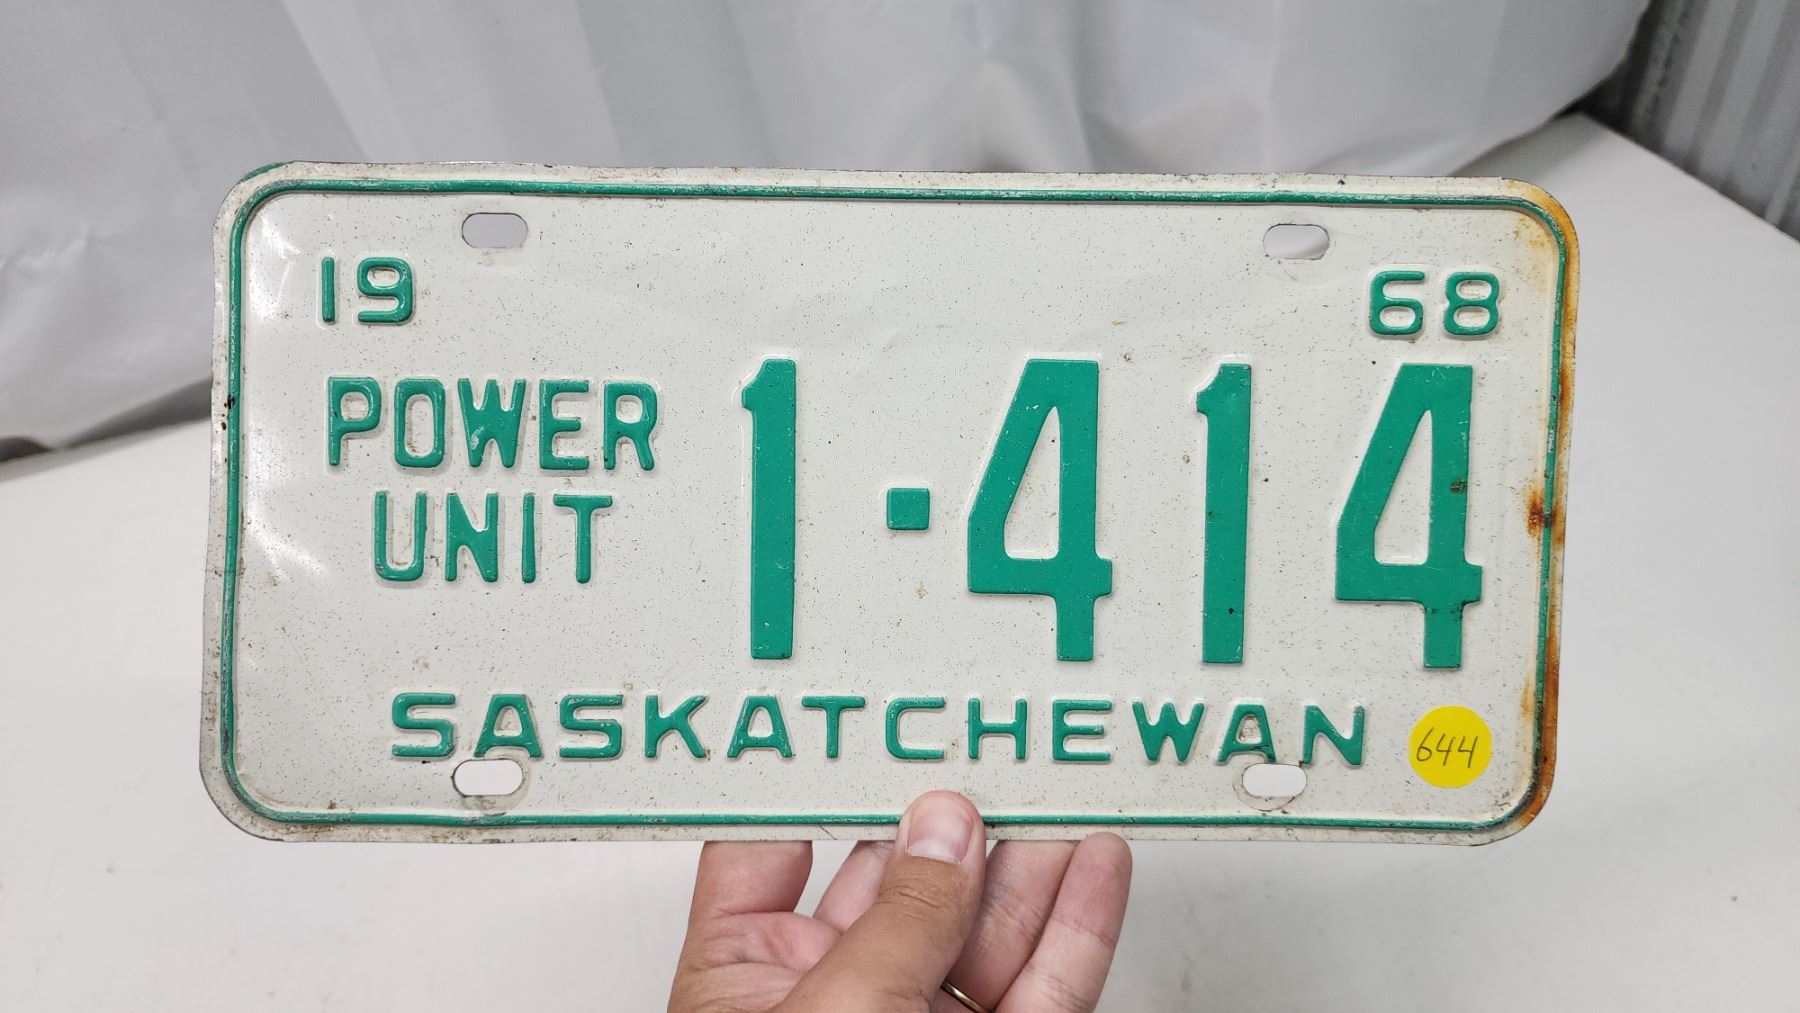 19 68
POWER UNIT 1-414
SASKATCHEWAN
644